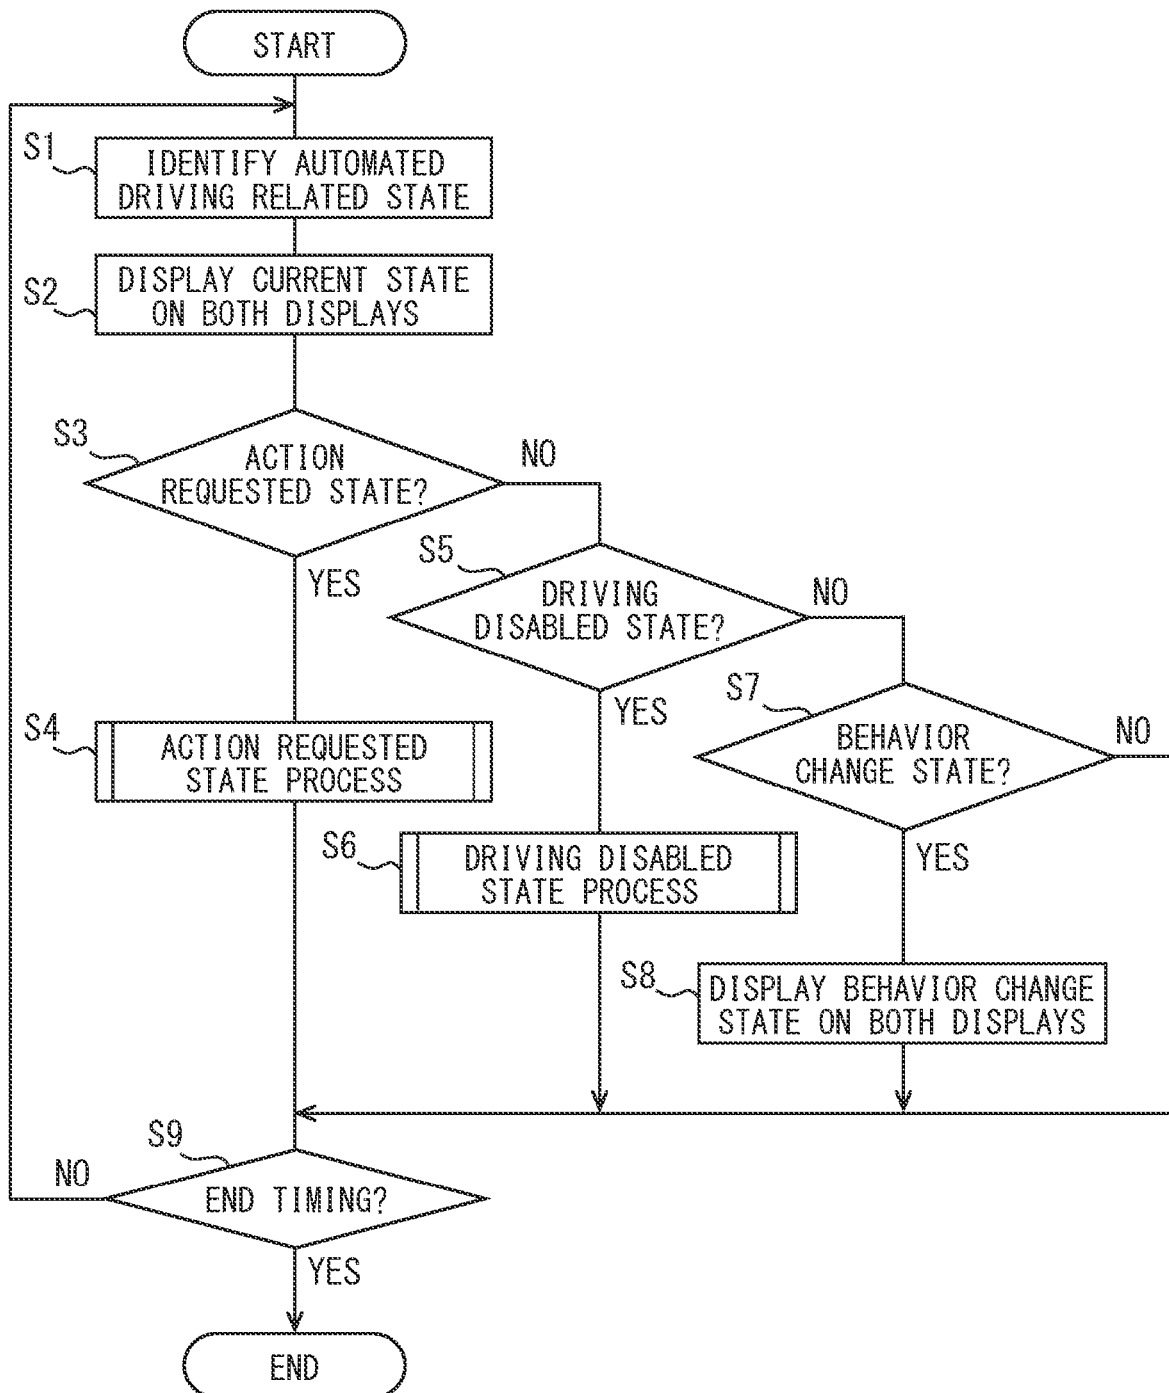 START
S1
IDENTIFY AUTOMATED
DRIVING RELATED STATE
S2
DISPLAY CURRENT STATE
ON BOTH DISPLAYS
S3
ACTION
REQUESTED STATE?
NO
YES
S5
DRIVING
DISABLED STATE?
NO
YES
S7
BEHAVIOR
CHANGE STATE?
NO
YES
S4
ACTION REQUESTED
STATE PROCESS
S6
DRIVING DISABLED
STATE PROCESS
S8
DISPLAY BEHAVIOR CHANGE
STATE ON BOTH DISPLAYS
S9
END TIMING?
NO
YES
END